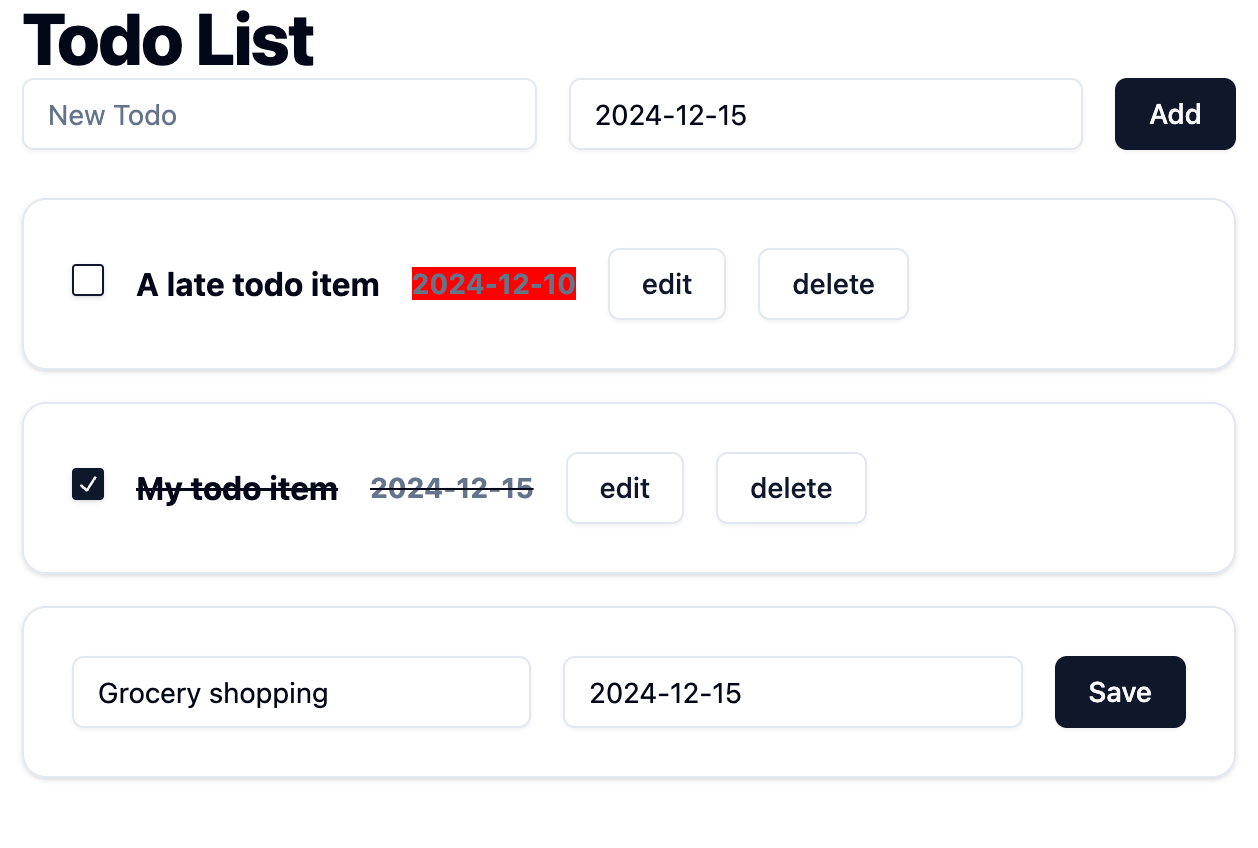 Todo List
New Todo 2024-12-15 Add
A late todo item 2024-12-10 edit delete
My todo item 2024-12-15 edit delete
Grocery shopping 2024-12-15 Save